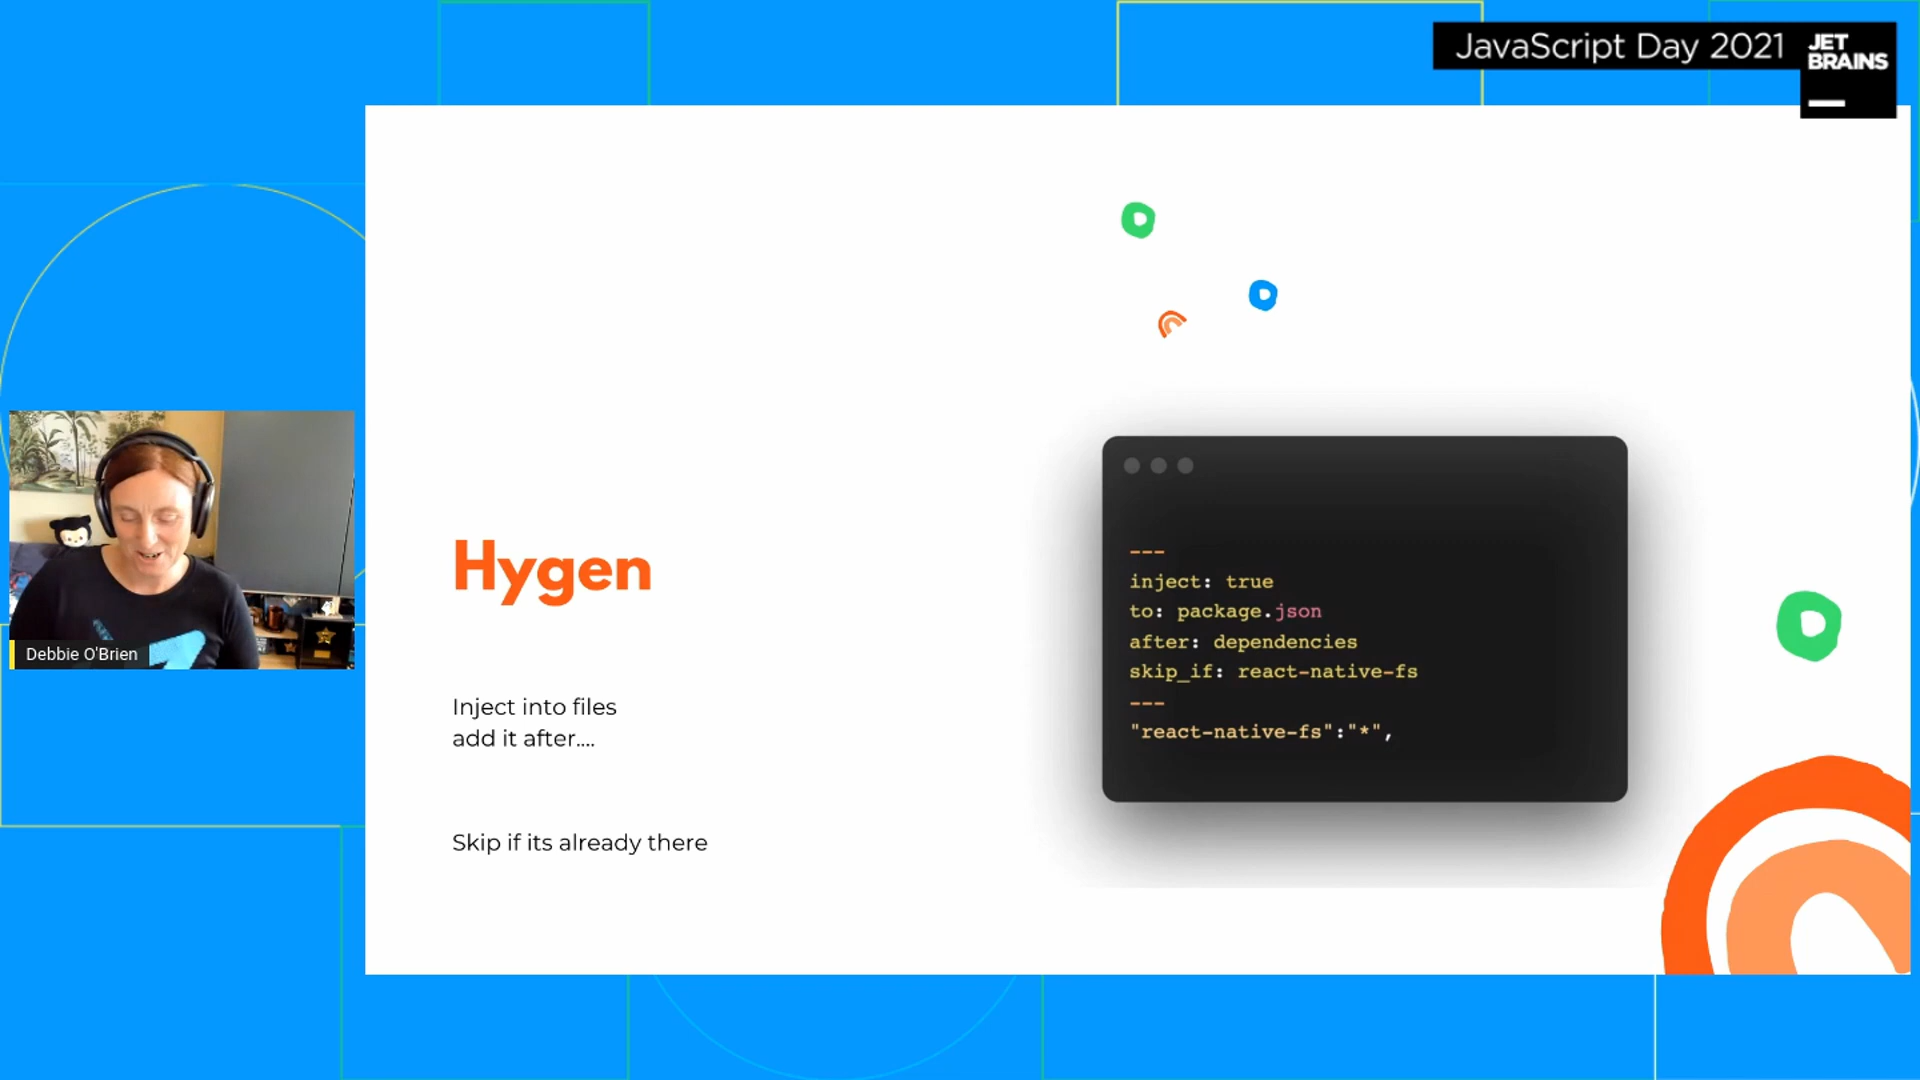 JavaScript Day 2021
JET
BRAINS
Hygen
Inject into files
add it after....
Skip if its already there
---
inject: true
to: package.json
after: dependencies
skip_if: react-native-fs
---
"react-native-fs":"*",
Debbie O'Brien